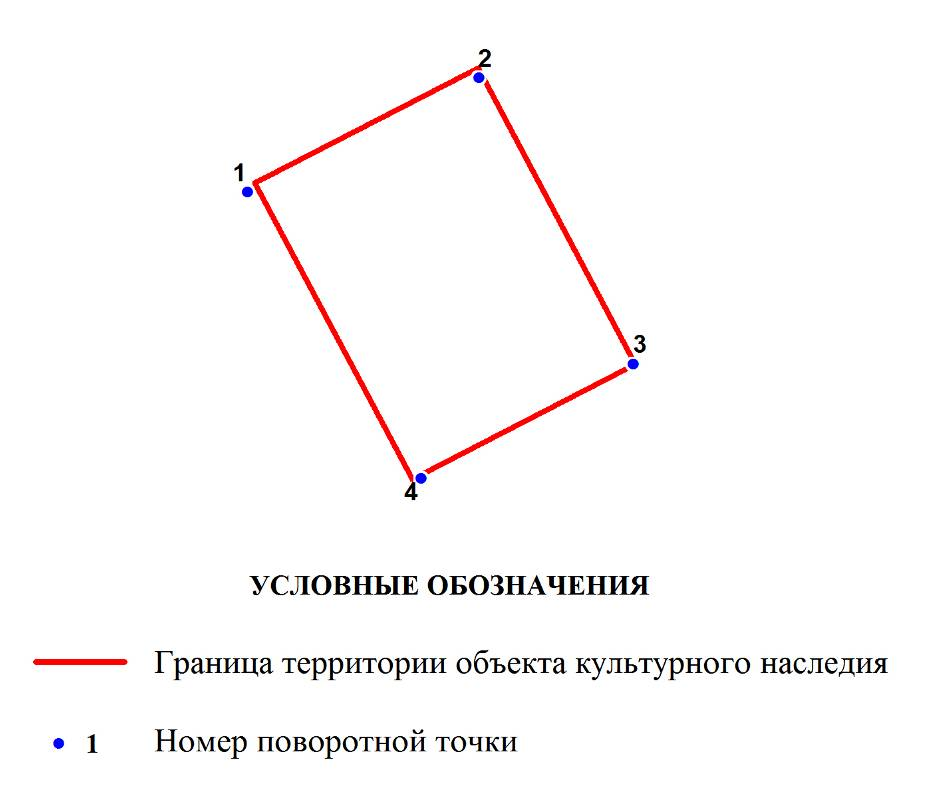 2
1
3
4
УСЛОВНЫЕ ОБОЗНАЧЕНИЯ
Граница территории объекта культурного наследия
1 Номер поворотной точки